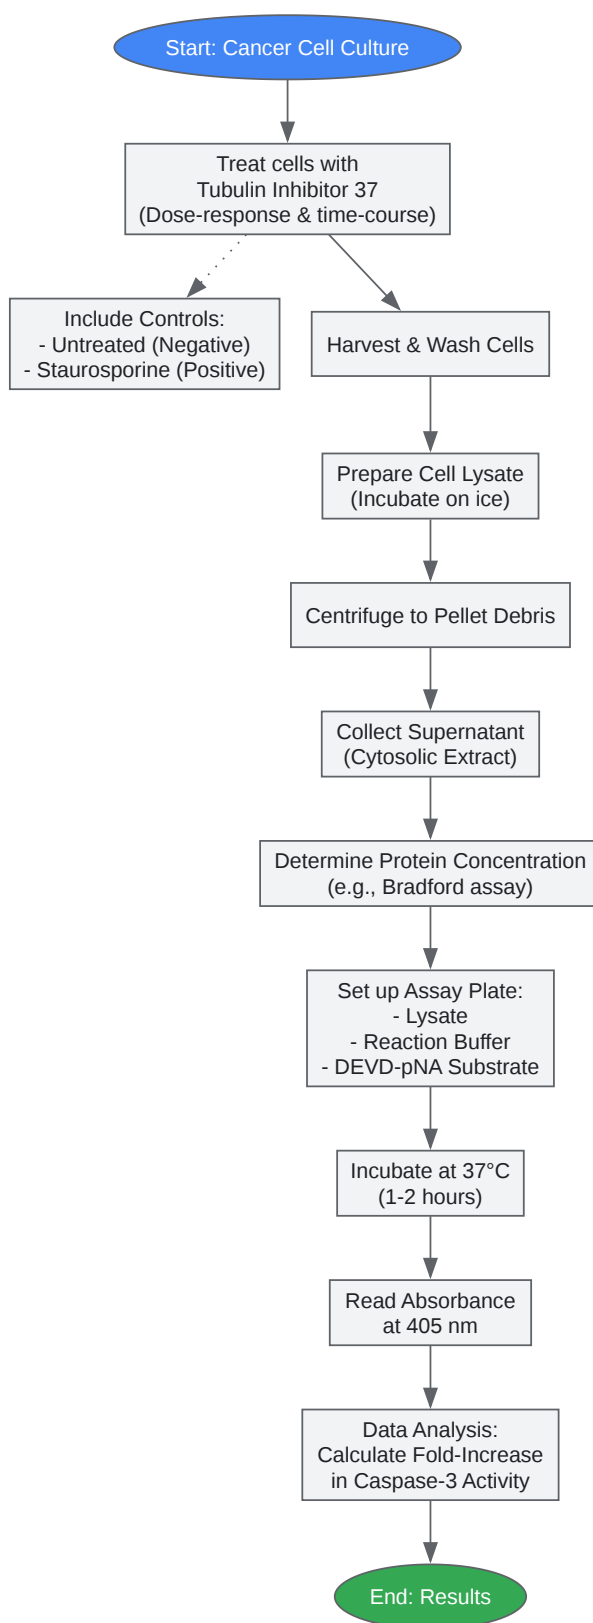 Start: Cancer Cell Culture
Treat cells with
Tubulin Inhibitor 37
(Dose-response & time-course)
Include Controls:
- Untreated (Negative)
- Staurosporine (Positive)
Harvest & Wash Cells
Prepare Cell Lysate
(Incubate on ice)
Centrifuge to Pellet Debris
Collect Supernatant
(Cytosolic Extract)
Determine Protein Concentration
(e.g., Bradford assay)
Set up Assay Plate:
- Lysate
- Reaction Buffer
- DEVD-pNA Substrate
Incubate at 37°C
(1-2 hours)
Read Absorbance
at 405 nm
Data Analysis:
Calculate Fold-Increase
in Caspase-3 Activity
End: Results